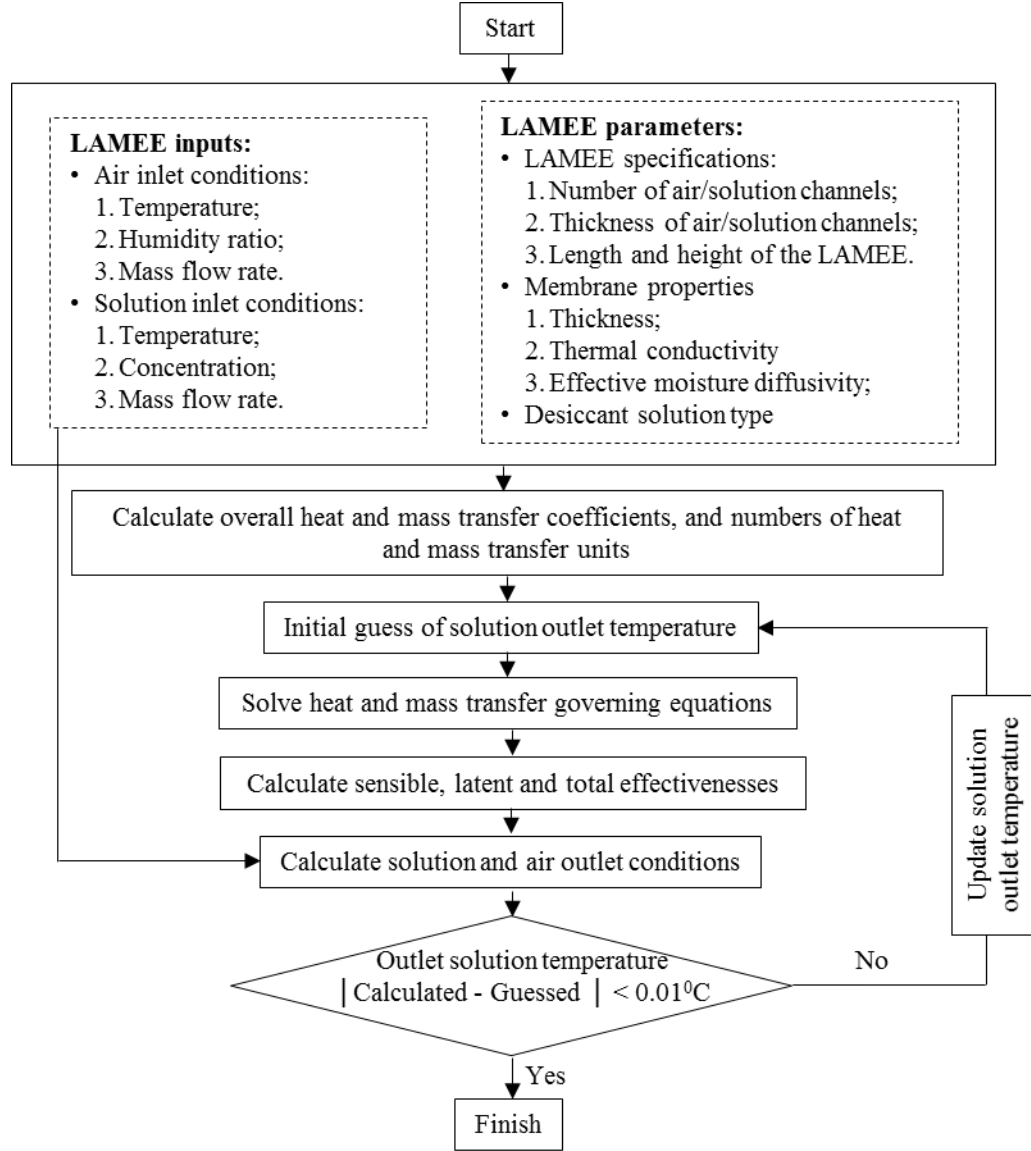 Start
LAMEE inputs:
• Air inlet conditions:
1. Temperature;
2. Humidity ratio;
3. Mass flow rate.
• Solution inlet conditions:
1. Temperature;
2. Concentration;
3. Mass flow rate.
LAMEE parameters:
• LAMEE specifications:
1. Number of air/solution channels;
2. Thickness of air/solution channels;
3. Length and height of the LAMEE.
• Membrane properties
1. Thickness;
2. Thermal conductivity
3. Effective moisture diffusivity;
• Desiccant solution type
Calculate overall heat and mass transfer coefficients, and numbers of heat
and mass transfer units
Initial guess of solution outlet temperature
Solve heat and mass transfer governing equations
Calculate sensible, latent and total effectivenesses
Calculate solution and air outlet conditions
Update solution
outlet temperature
Outlet solution temperature
| Calculated - Guessed | < 0.01⁰C
No
Yes
Finish